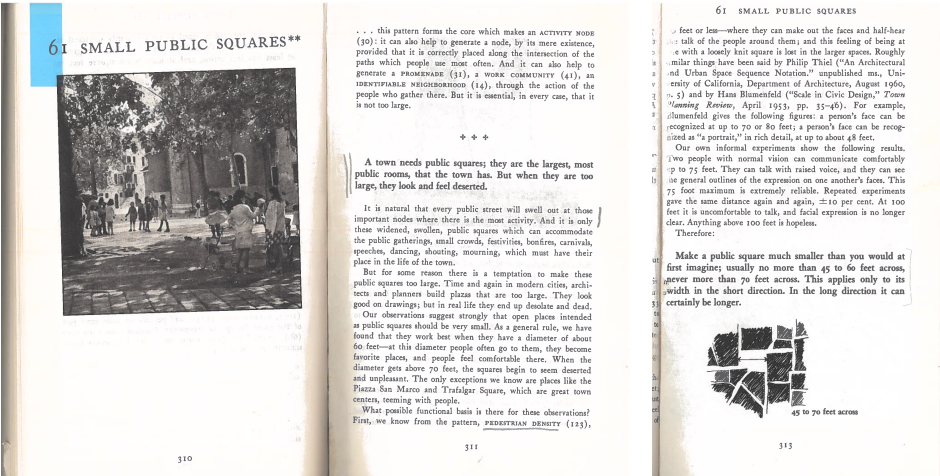 61 SMALL PUBLIC SQUARES**
310
. . . this pattern forms the core which makes an ACTIVITY NODE
(30): it can also help to generate a node, by its mere existence,
provided that it is correctly placed along the intersection of the
paths which people use most often. And it can also help to
generate a PROMENADE (31), a WORK COMMUNITY (41), an
IDENTIFIABLE NEIGHBORHOOD (14), through the action of the
people who gather there. But it is essential, in every case, that it
is not too large.
A town needs public squares; they are the largest, most
public rooms, that the town has. But when they are too
large, they look and feel deserted.
It is natural that every public street will swell out at those
important nodes where there is the most activity. And it is only
these widened, swollen, public squares which can accommodate
the public gatherings, small crowds, festivities, bonfires, carnivals,
speeches, dancing, shouting, mourning, which must have their
place in the life of the town.
But for some reason there is a temptation to make these
public squares too large. Time and again in modern cities, archi-
tects and planners build plazas that are too large. They look
good on drawings; but in real life they end up desolate and dead.
Our observations suggest strongly that open places intended
as public squares should be very small. As a general rule, we have
found that they work best when they have a diameter of about
60 feet—at this diameter people often go to them, they become
favorite places, and people feel comfortable there. When the
diameter gets above 70 feet, the squares begin to seem deserted
and unpleasant. The only exceptions we know are places like the
Piazza San Marco and Trafalgar Square, which are great town
centers, teeming with people.
What possible functional basis is there for these observations?
First, we know from the pattern, PEDESTRIAN DENSITY (123),
311
61 SMALL PUBLIC SQUARES
feet or less—where they can make out the faces and half-hear
talk of the people around them; and this feeling of being at
with a loosely knit square is lost in the larger spaces. Roughly
milar things have been said by Philip Thiel ("An Architectural
nd Urban Space Sequence Notation." unpublished ms., Uni-
ersity of California, Department of Architecture, August 1960,
p. 5) and by Hans Blumenfeld ("Scale in Civic Design," Town
Planning Review, April 1953, pp. 35–46). For example,
Blumenfeld gives the following figures: a person's face can be
recognized at up to 70 or 80 feet; a person's face can be recog-
nized as "a portrait," in rich detail, at up to about 48 feet.
Our own informal experiments show the following results.
Two people with normal vision can communicate comfortably
up to 75 feet. They can talk with raised voice, and they can see
the general outlines of the expression on one another's faces. This
75 foot maximum is extremely reliable. Repeated experiments
gave the same distance again and again, ±10 per cent. At 100
feet it is uncomfortable to talk, and facial expression is no longer
clear. Anything above 100 feet is hopeless.
Therefore:
Make a public square much smaller than you would at
first imagine; usually no more than 45 to 60 feet across,
never more than 70 feet across. This applies only to its
width in the short direction. In the long direction it can
certainly be longer.
45 to 70 feet across
313